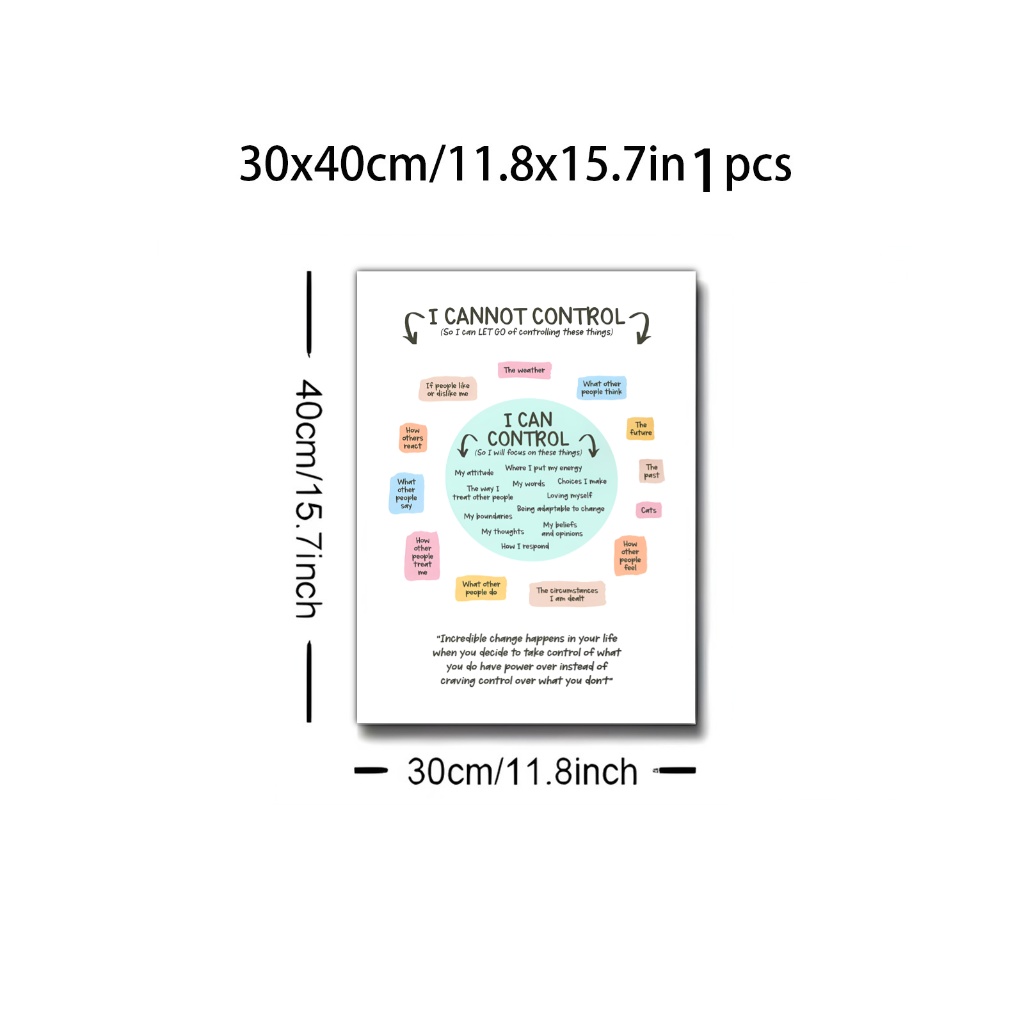 30x40cm/11.8x15.7in 1 pcs
40cm/15.7inch
I CANNOT CONTROL
(So I can LET GO of controlling these things)
The weather
If people like
or dislike me
What other
people think
How
others
react
The
future
The
past
What
other
people
say
Cats
How
other
people
treat
me
How
other
people
feel
What other
people do
The circumstances
I am dealt
I CAN
CONTROL
(So I will focus on these things)
My attitude
Where I put my energy
The way I
treat other people
My words
Choices I make
Loving myself
Being adaptable to change
My boundaries
My thoughts
My beliefs
and opinions
How I respond
"Incredible change happens in your life
when you decide to take control of what
you do have power over instead of
craving control over what you don't"
30cm/11.8inch